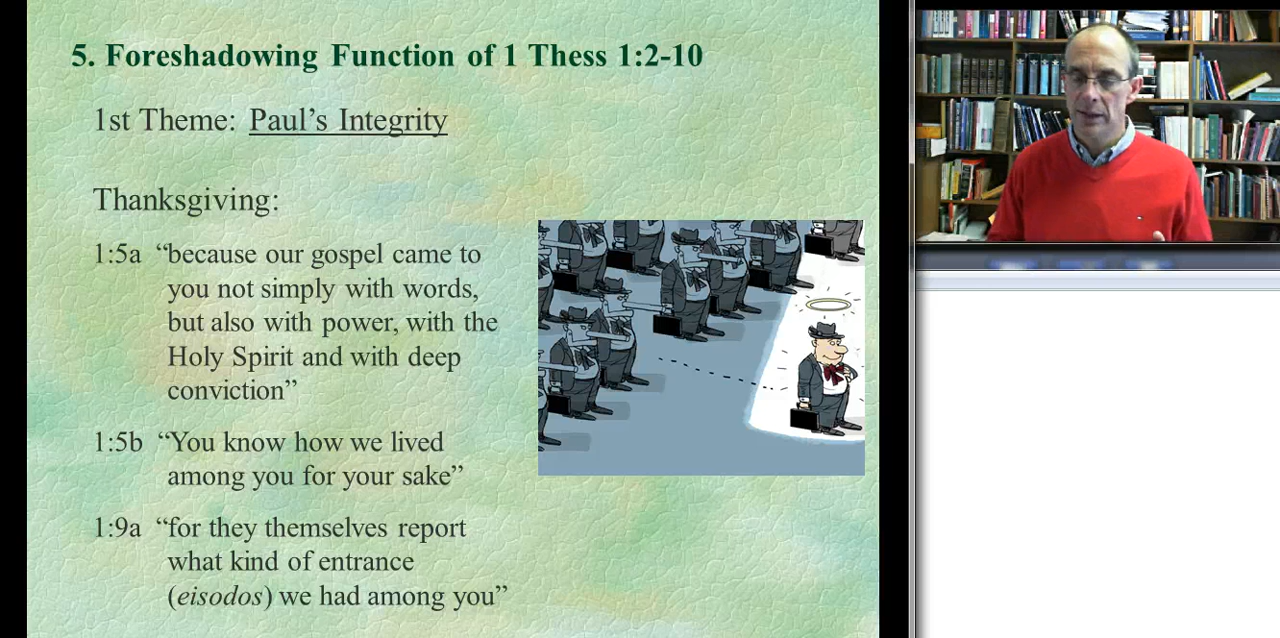 5. Foreshadowing Function of 1 Thess 1:2-10
1st Theme: Paul's Integrity
Thanksgiving:
1:5a “because our gospel came to
you not simply with words,
but also with power, with the
Holy Spirit and with deep
conviction”
1:5b “You know how we lived
among you for your sake”
1:9a “for they themselves report
what kind of entrance
(eisodos) we had among you”